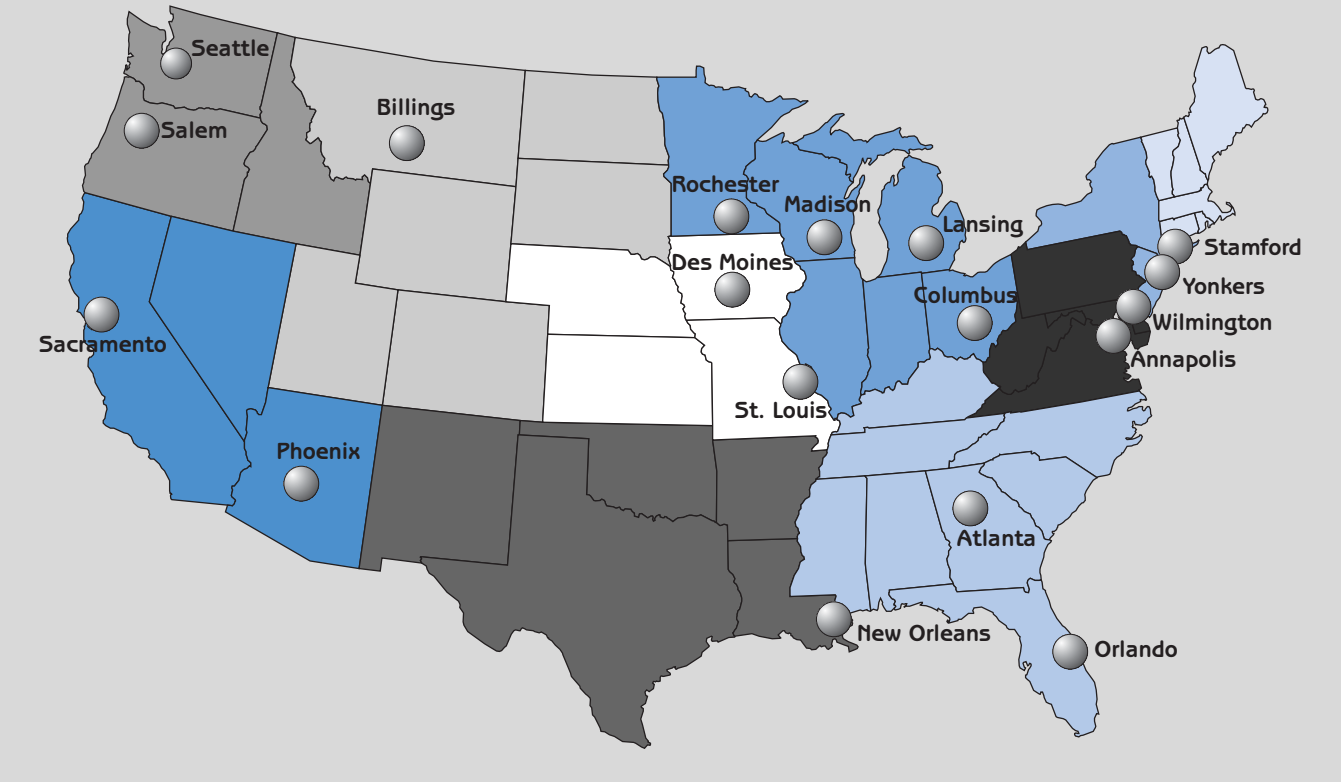 Seattle
Billings
Salem
Rochester
Madison
Lansing
Stamford
Des Moines
Yonkers
Columbus
Wilmington
Sacramento
Annapolis
St. Louis
Phoenix
Atlanta
New Orleans
Orlando